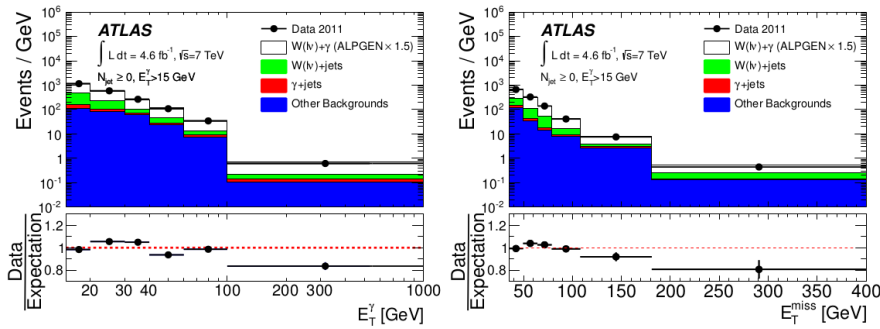 ATLAS
∫ L dt = 4.6 fb⁻¹, √s=7 TeV
N_jet ≥ 0, E_T^γ>15 GeV
Data 2011
W(lν)+γ (ALPGEN × 1.5)
W(lν)+jets
γ+jets
Other Backgrounds
Events / GeV
10⁶
10⁵
10⁴
10³
10²
10
1
10⁻¹
10⁻²
Data
Expectation
1.2
1
0.8
20 30 40 100 200 300 1000
E_T^γ [GeV]
ATLAS
∫ L dt = 4.6 fb⁻¹, √s=7 TeV
N_jet ≥ 0, E_T^γ>15 GeV
Data 2011
W(lν)+γ (ALPGEN × 1.5)
W(lν)+jets
γ+jets
Other Backgrounds
Events / GeV
10⁶
10⁵
10⁴
10³
10²
10
1
10⁻¹
10⁻²
Data
Expectation
1.2
1
0.8
50 100 150 200 250 300 350 400
E_T^miss [GeV]